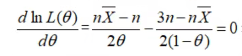 d ln L(θ)/dθ = (nX̅ − n)/2θ − (3n − nX̅)/2(1−θ) = 0